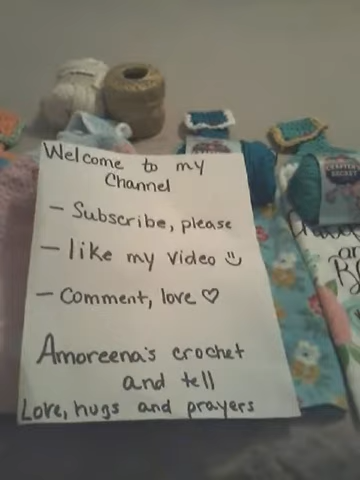 Welcome to my
Channel
- Subscribe, please
- like my video
- Comment, love ♡
Amoreena's crochet
and tell
Love, hugs and prayers